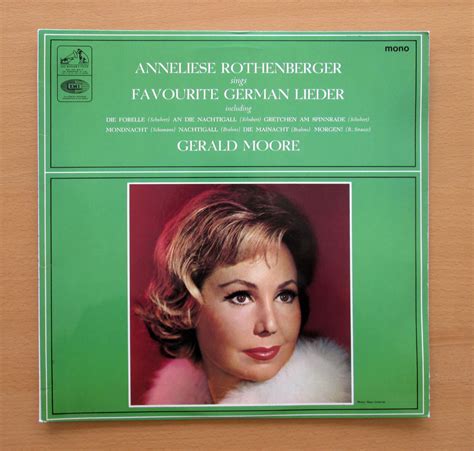 mono
ANNELIESE ROTHENBERGER
sings
FAVOURITE GERMAN LIEDER
including
DIE FORELLE (Schubert) AN DIE NACHTIGALL (Schubert) GRETCHEN AM SPINNRADE (Schubert)
MONDNACHT (Schumann) NACHTIGALL (Brahms) DIE MAINACHT (Brahms) MORGEN! (R. Strauss)
GERALD MOORE
EMI